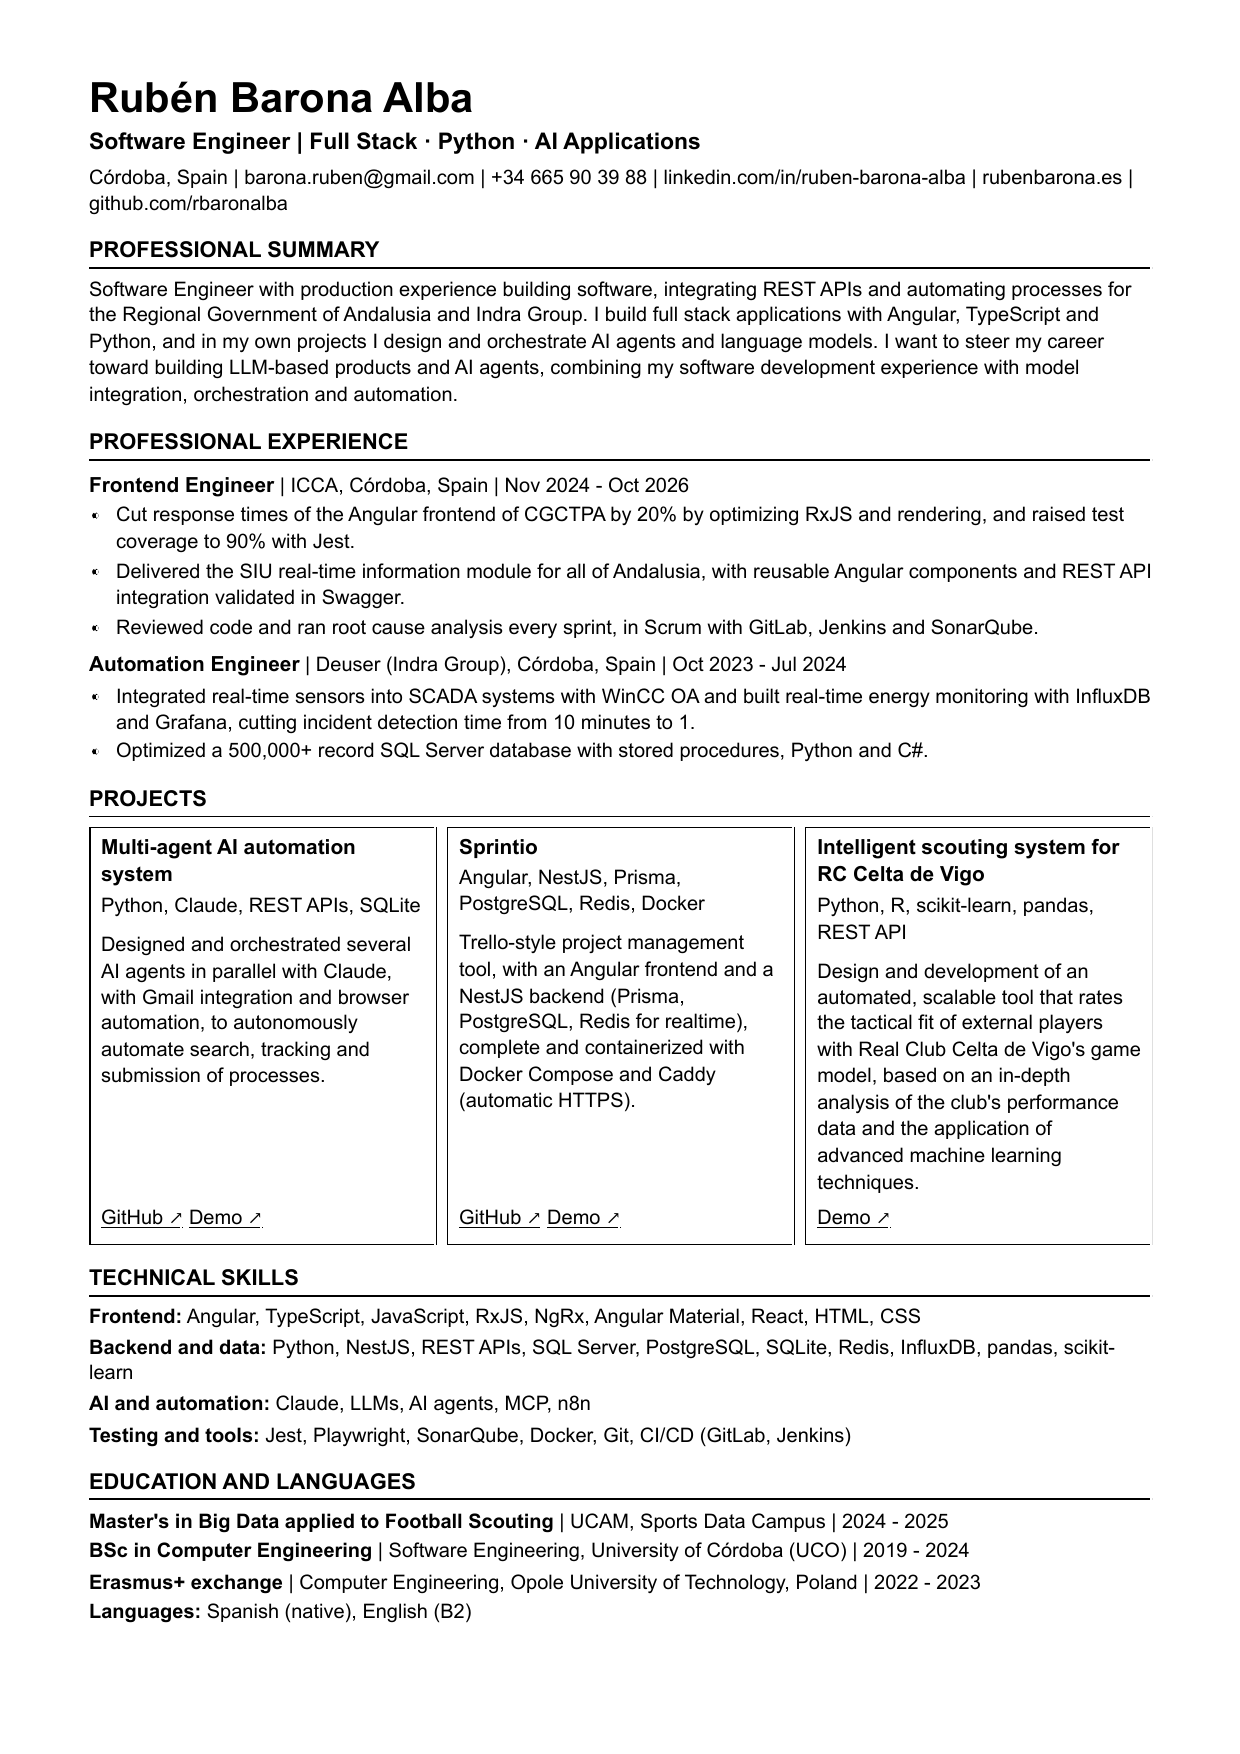 Rubén Barona Alba
Software Engineer | Full Stack · Python · AI Applications
Córdoba, Spain | barona.ruben@gmail.com | +34 665 90 39 88 | linkedin.com/in/ruben-barona-alba | rubenbarona.es |
github.com/rbaronalba
PROFESSIONAL SUMMARY
Software Engineer with production experience building software, integrating REST APIs and automating processes for
the Regional Government of Andalusia and Indra Group. I build full stack applications with Angular, TypeScript and
Python, and in my own projects I design and orchestrate AI agents and language models. I want to steer my career
toward building LLM-based products and AI agents, combining my software development experience with model
integration, orchestration and automation.
PROFESSIONAL EXPERIENCE
Frontend Engineer | ICCA, Córdoba, Spain | Nov 2024 - Oct 2026
Cut response times of the Angular frontend of CGCTPA by 20% by optimizing RxJS and rendering, and raised test
coverage to 90% with Jest.
Delivered the SIU real-time information module for all of Andalusia, with reusable Angular components and REST API
integration validated in Swagger.
Reviewed code and ran root cause analysis every sprint, in Scrum with GitLab, Jenkins and SonarQube.
Automation Engineer | Deuser (Indra Group), Córdoba, Spain | Oct 2023 - Jul 2024
Integrated real-time sensors into SCADA systems with WinCC OA and built real-time energy monitoring with InfluxDB
and Grafana, cutting incident detection time from 10 minutes to 1.
Optimized a 500,000+ record SQL Server database with stored procedures, Python and C#.
PROJECTS
Multi-agent AI automation
system
Python, Claude, REST APIs, SQLite
Designed and orchestrated several
AI agents in parallel with Claude,
with Gmail integration and browser
automation, to autonomously
automate search, tracking and
submission of processes.
GitHub ↗ Demo ↗
Sprintio
Angular, NestJS, Prisma,
PostgreSQL, Redis, Docker
Trello-style project management
tool, with an Angular frontend and a
NestJS backend (Prisma,
PostgreSQL, Redis for realtime),
complete and containerized with
Docker Compose and Caddy
(automatic HTTPS).
GitHub ↗ Demo ↗
Intelligent scouting system for
RC Celta de Vigo
Python, R, scikit-learn, pandas,
REST API
Design and development of an
automated, scalable tool that rates
the tactical fit of external players
with Real Club Celta de Vigo's game
model, based on an in-depth
analysis of the club's performance
data and the application of
advanced machine learning
techniques.
Demo ↗
TECHNICAL SKILLS
Frontend: Angular, TypeScript, JavaScript, RxJS, NgRx, Angular Material, React, HTML, CSS
Backend and data: Python, NestJS, REST APIs, SQL Server, PostgreSQL, SQLite, Redis, InfluxDB, pandas, scikit-
learn
AI and automation: Claude, LLMs, AI agents, MCP, n8n
Testing and tools: Jest, Playwright, SonarQube, Docker, Git, CI/CD (GitLab, Jenkins)
EDUCATION AND LANGUAGES
Master's in Big Data applied to Football Scouting | UCAM, Sports Data Campus | 2024 - 2025
BSc in Computer Engineering | Software Engineering, University of Córdoba (UCO) | 2019 - 2024
Erasmus+ exchange | Computer Engineering, Opole University of Technology, Poland | 2022 - 2023
Languages: Spanish (native), English (B2)